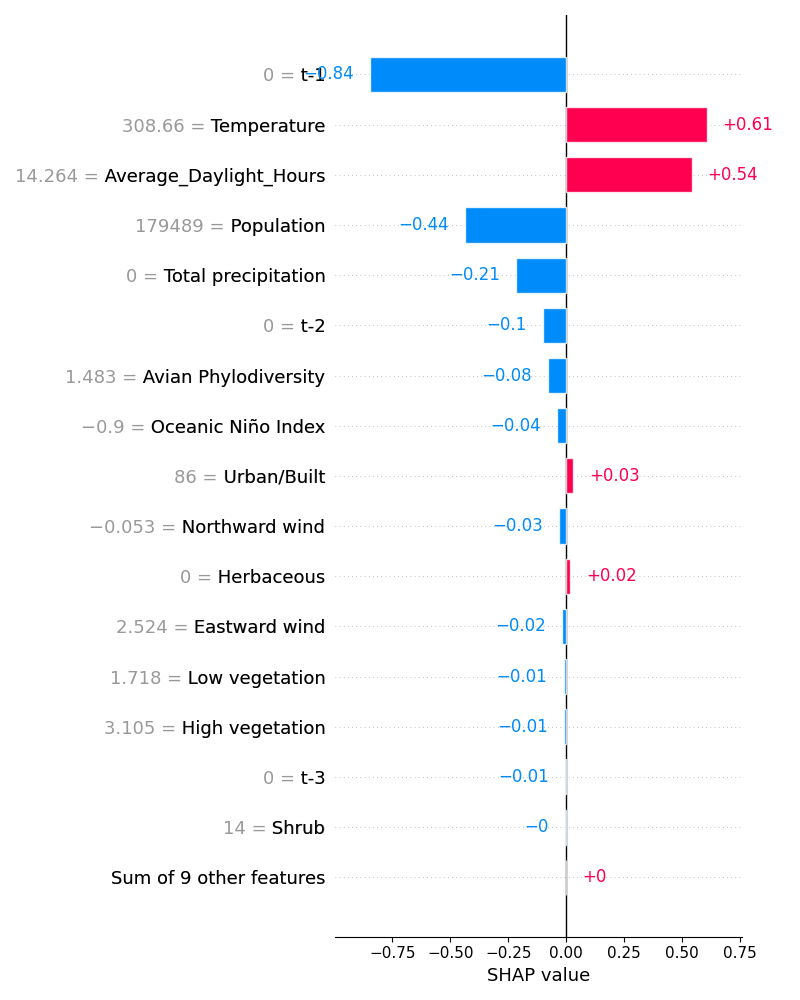 0 = t-1 −0.84
308.66 = Temperature +0.61
14.264 = Average_Daylight_Hours +0.54
179489 = Population −0.44
0 = Total precipitation −0.21
0 = t-2 −0.1
1.483 = Avian Phylodiversity −0.08
−0.9 = Oceanic Niño Index −0.04
86 = Urban/Built +0.03
−0.053 = Northward wind −0.03
0 = Herbaceous +0.02
2.524 = Eastward wind −0.02
1.718 = Low vegetation −0.01
3.105 = High vegetation −0.01
0 = t-3 −0.01
14 = Shrub −0
Sum of 9 other features +0
−0.75 −0.50 −0.25 0.00 0.25 0.50 0.75
SHAP value